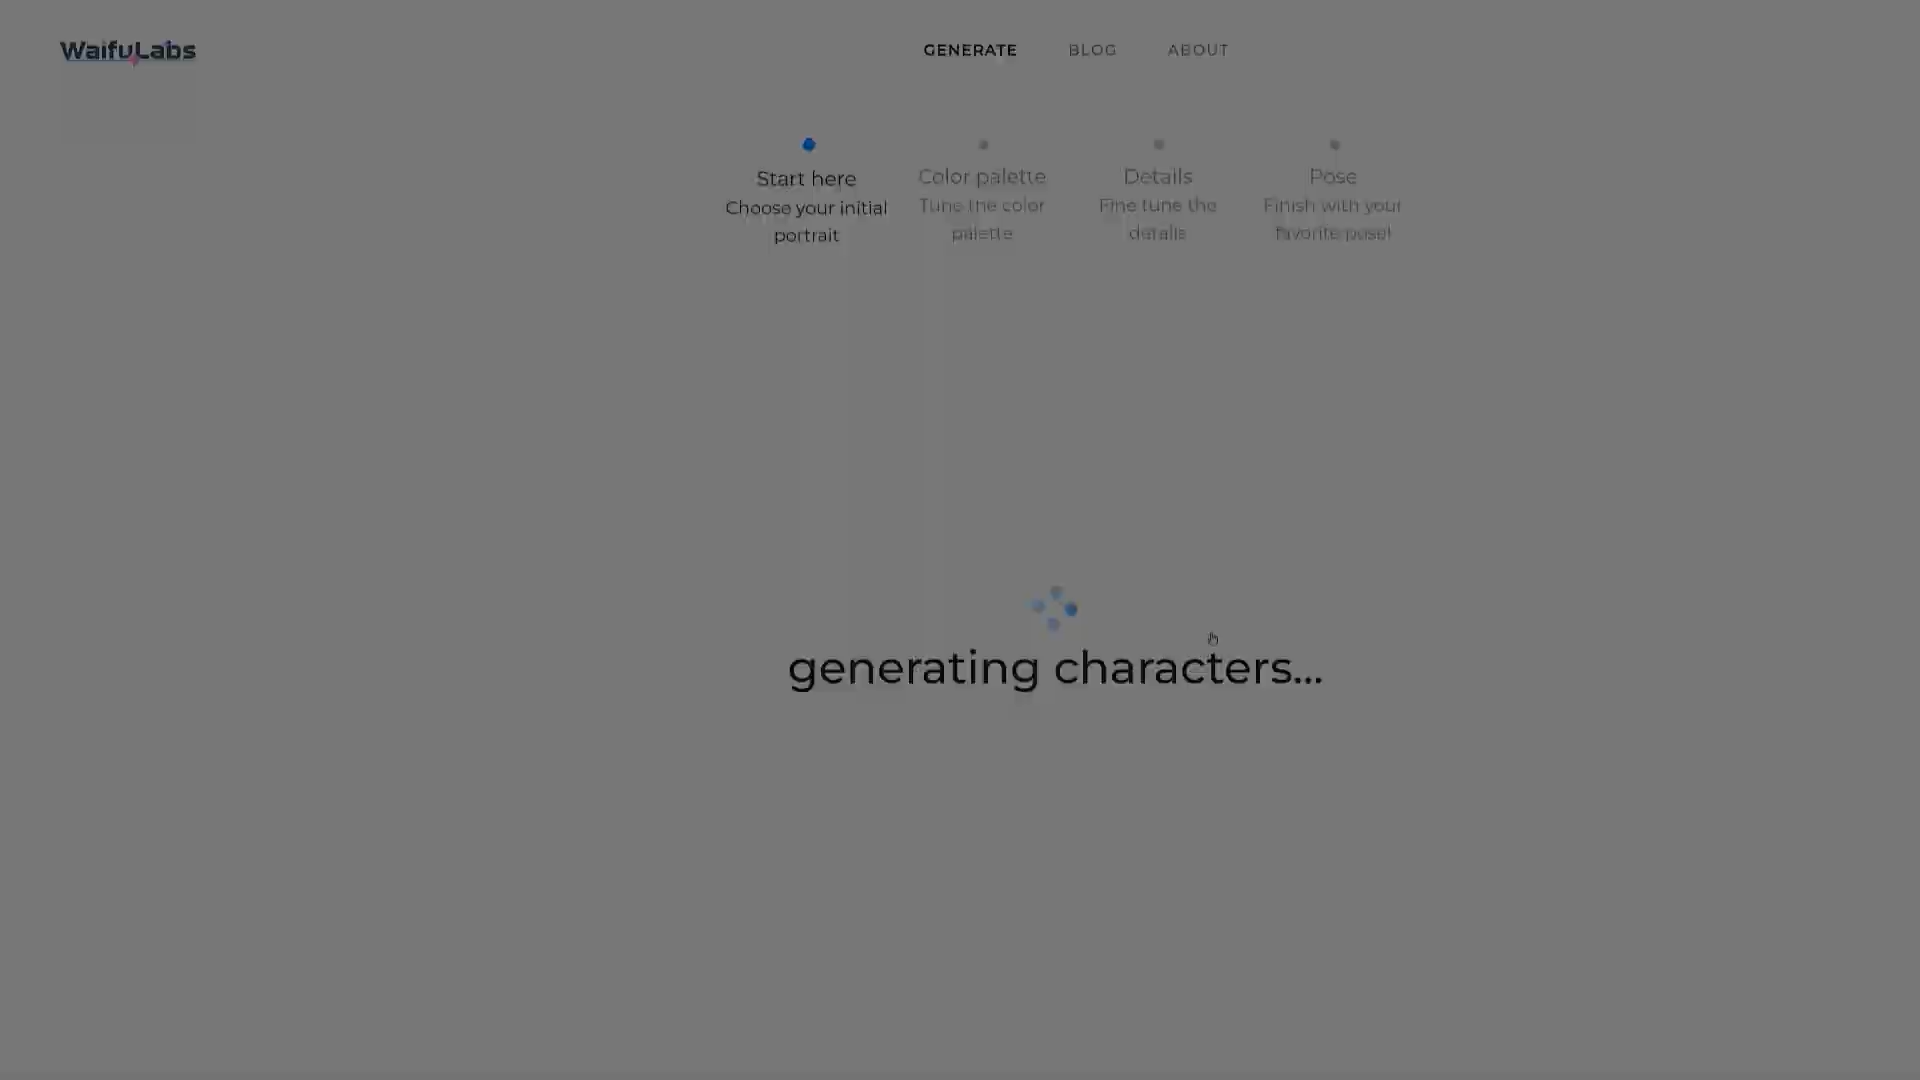 WaifuLabs
GENERATE BLOG ABOUT
Start here
Choose your initial
portrait
Color palette
Tune the color
palette
Details
Fine tune the
details
Pose
Finish with your
favorite pose!
generating characters...